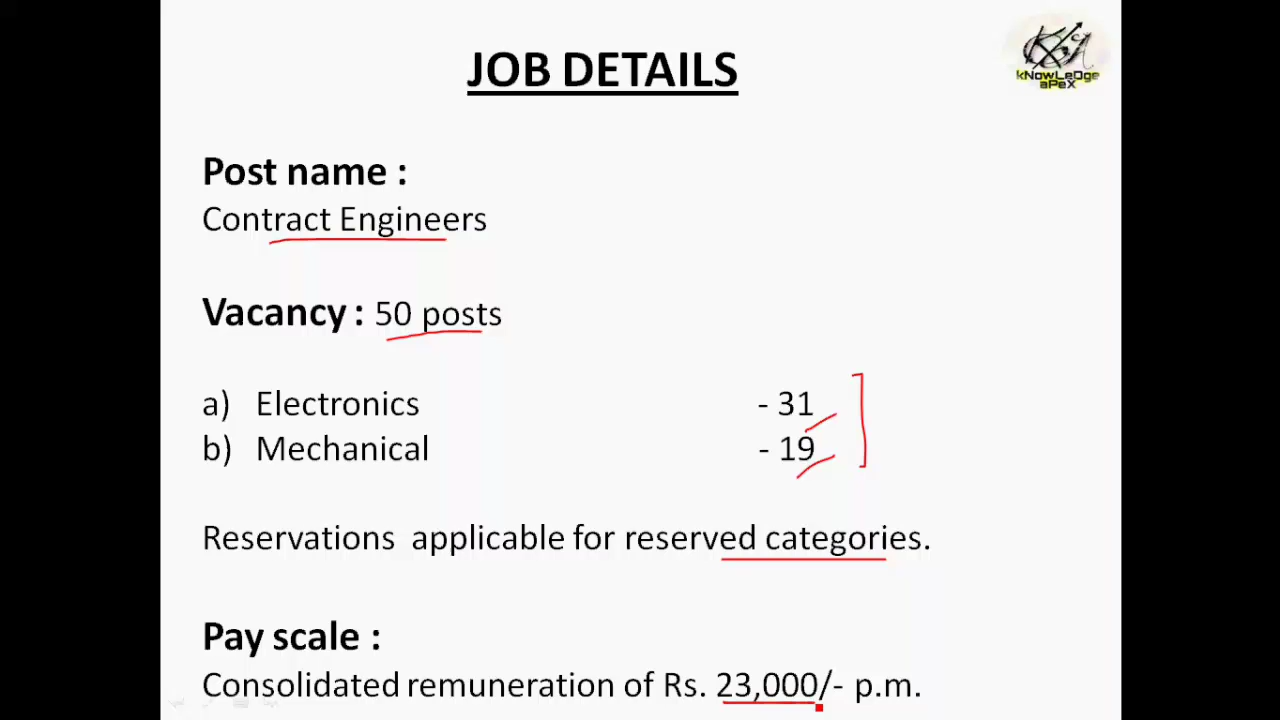 JOB DETAILS
kNowLeDge
aPeX
Post name :
Contract Engineers
Vacancy : 50 posts
a) Electronics - 31
b) Mechanical - 19
Reservations applicable for reserved categories.
Pay scale :
Consolidated remuneration of Rs. 23,000/- p.m.